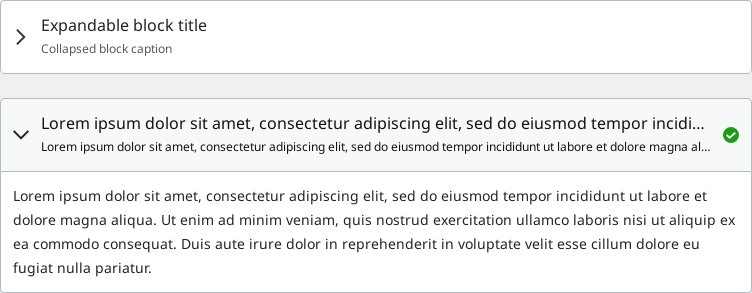 Expandable block title
Collapsed block caption
Lorem ipsum dolor sit amet, consectetur adipiscing elit, sed do eiusmod tempor incidi...
Lorem ipsum dolor sit amet, consectetur adipiscing elit, sed do eiusmod tempor incididunt ut labore et dolore magna al...
Lorem ipsum dolor sit amet, consectetur adipiscing elit, sed do eiusmod tempor incididunt ut labore et
dolore magna aliqua. Ut enim ad minim veniam, quis nostrud exercitation ullamco laboris nisi ut aliquip ex
ea commodo consequat. Duis aute irure dolor in reprehenderit in voluptate velit esse cillum dolore eu
fugiat nulla pariatur.